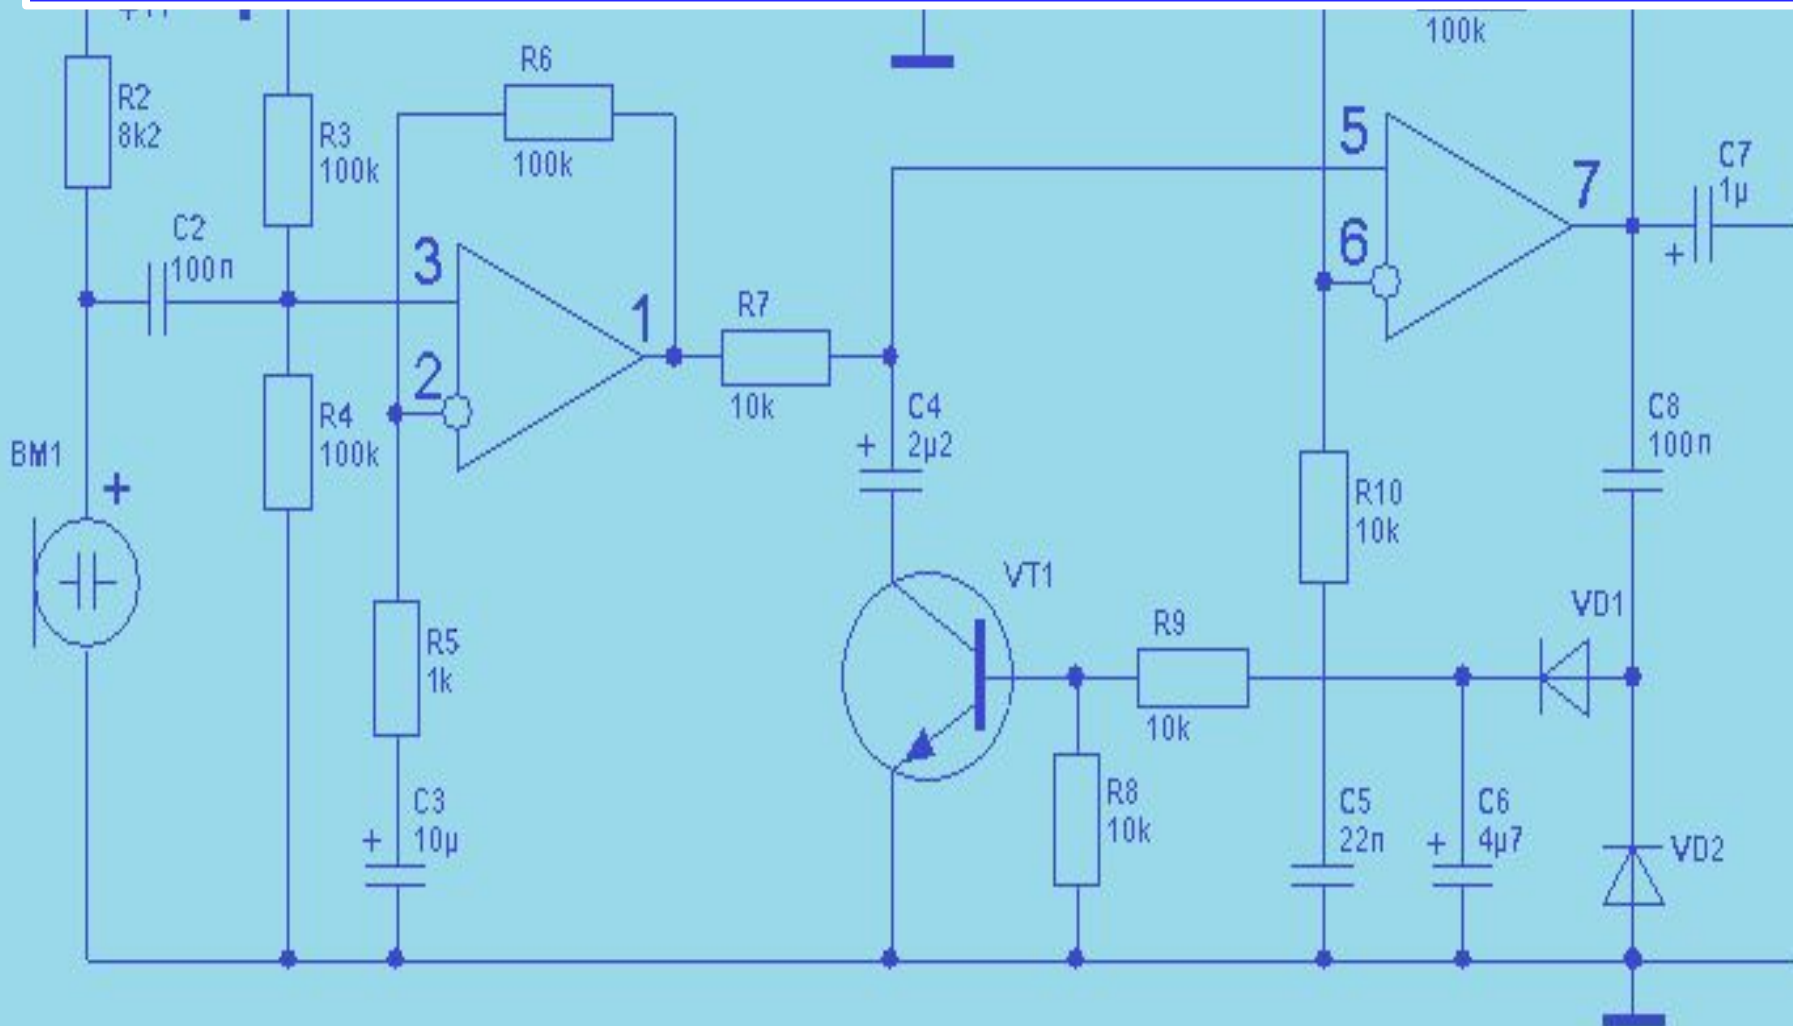 R2
8k2
R3
100k
R6
100k
100k
5
6
7
C7
1µ
+
C2
100n
3
2
1
R7
10k
R4
100k
BM1
+
C4
2µ2
+
C8
100n
R10
10k
VT1
VD1
R9
10k
R5
1k
C3
10µ
+
R8
10k
C5
22n
C6
4µ7
+
VD2